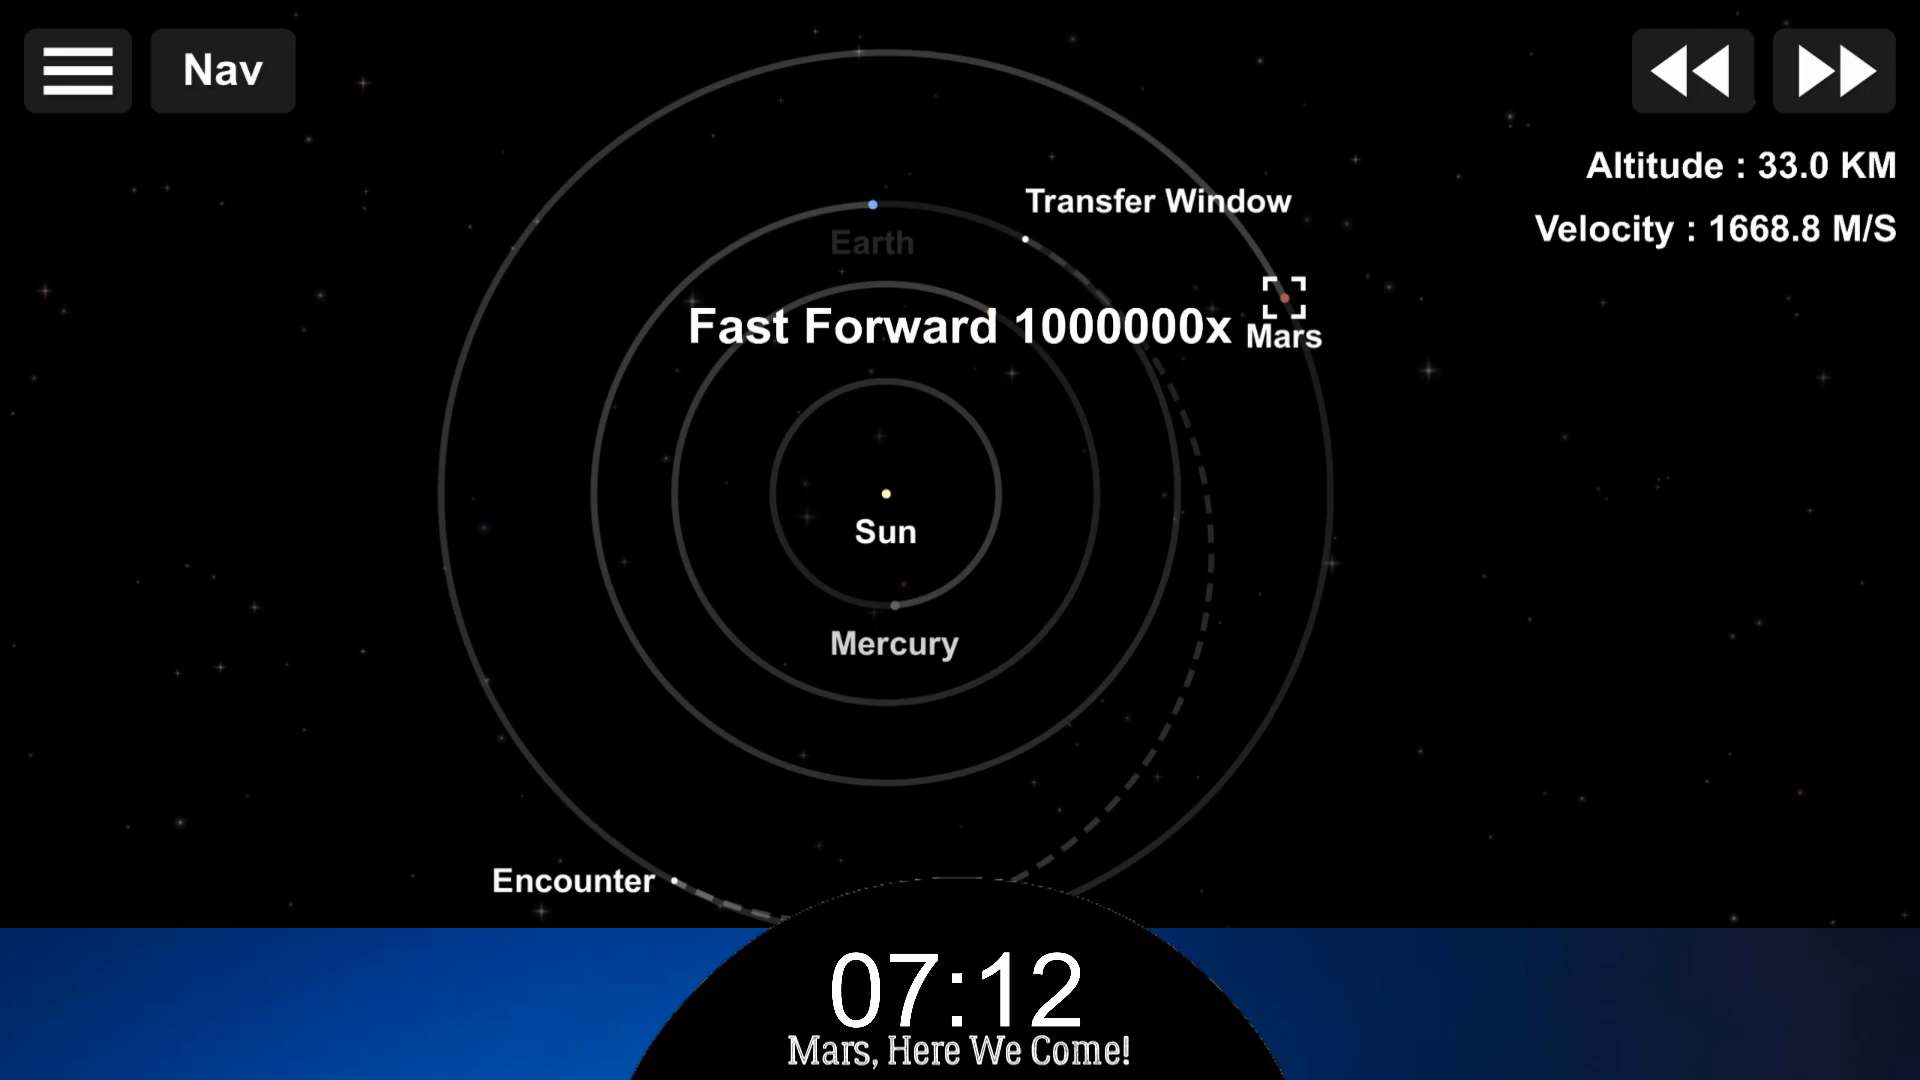 Nav
Altitude : 33.0 KM
Velocity : 1668.8 M/S
Transfer Window
Earth
Fast Forward 1000000x
Mars
Sun
Mercury
Encounter
07:12
Mars, Here We Come!